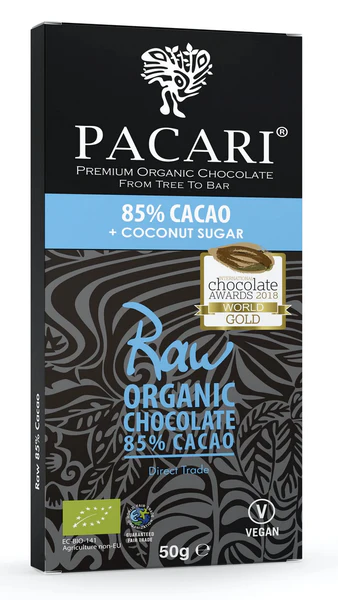 PACARI®
PREMIUM ORGANIC CHOCOLATE
FROM TREE TO BAR
85% CACAO
+ COCONUT SUGAR
INTERNATIONAL
chocolate
AWARDS 2018
WORLD
GOLD
Raw
ORGANIC
CHOCOLATE
85% CACAO
Direct Trade
Raw 85% Cacao
EC-BIO-141
Agriculture non-EU
GUARANTEED
FAIR TRADE
50g e
V
VEGAN